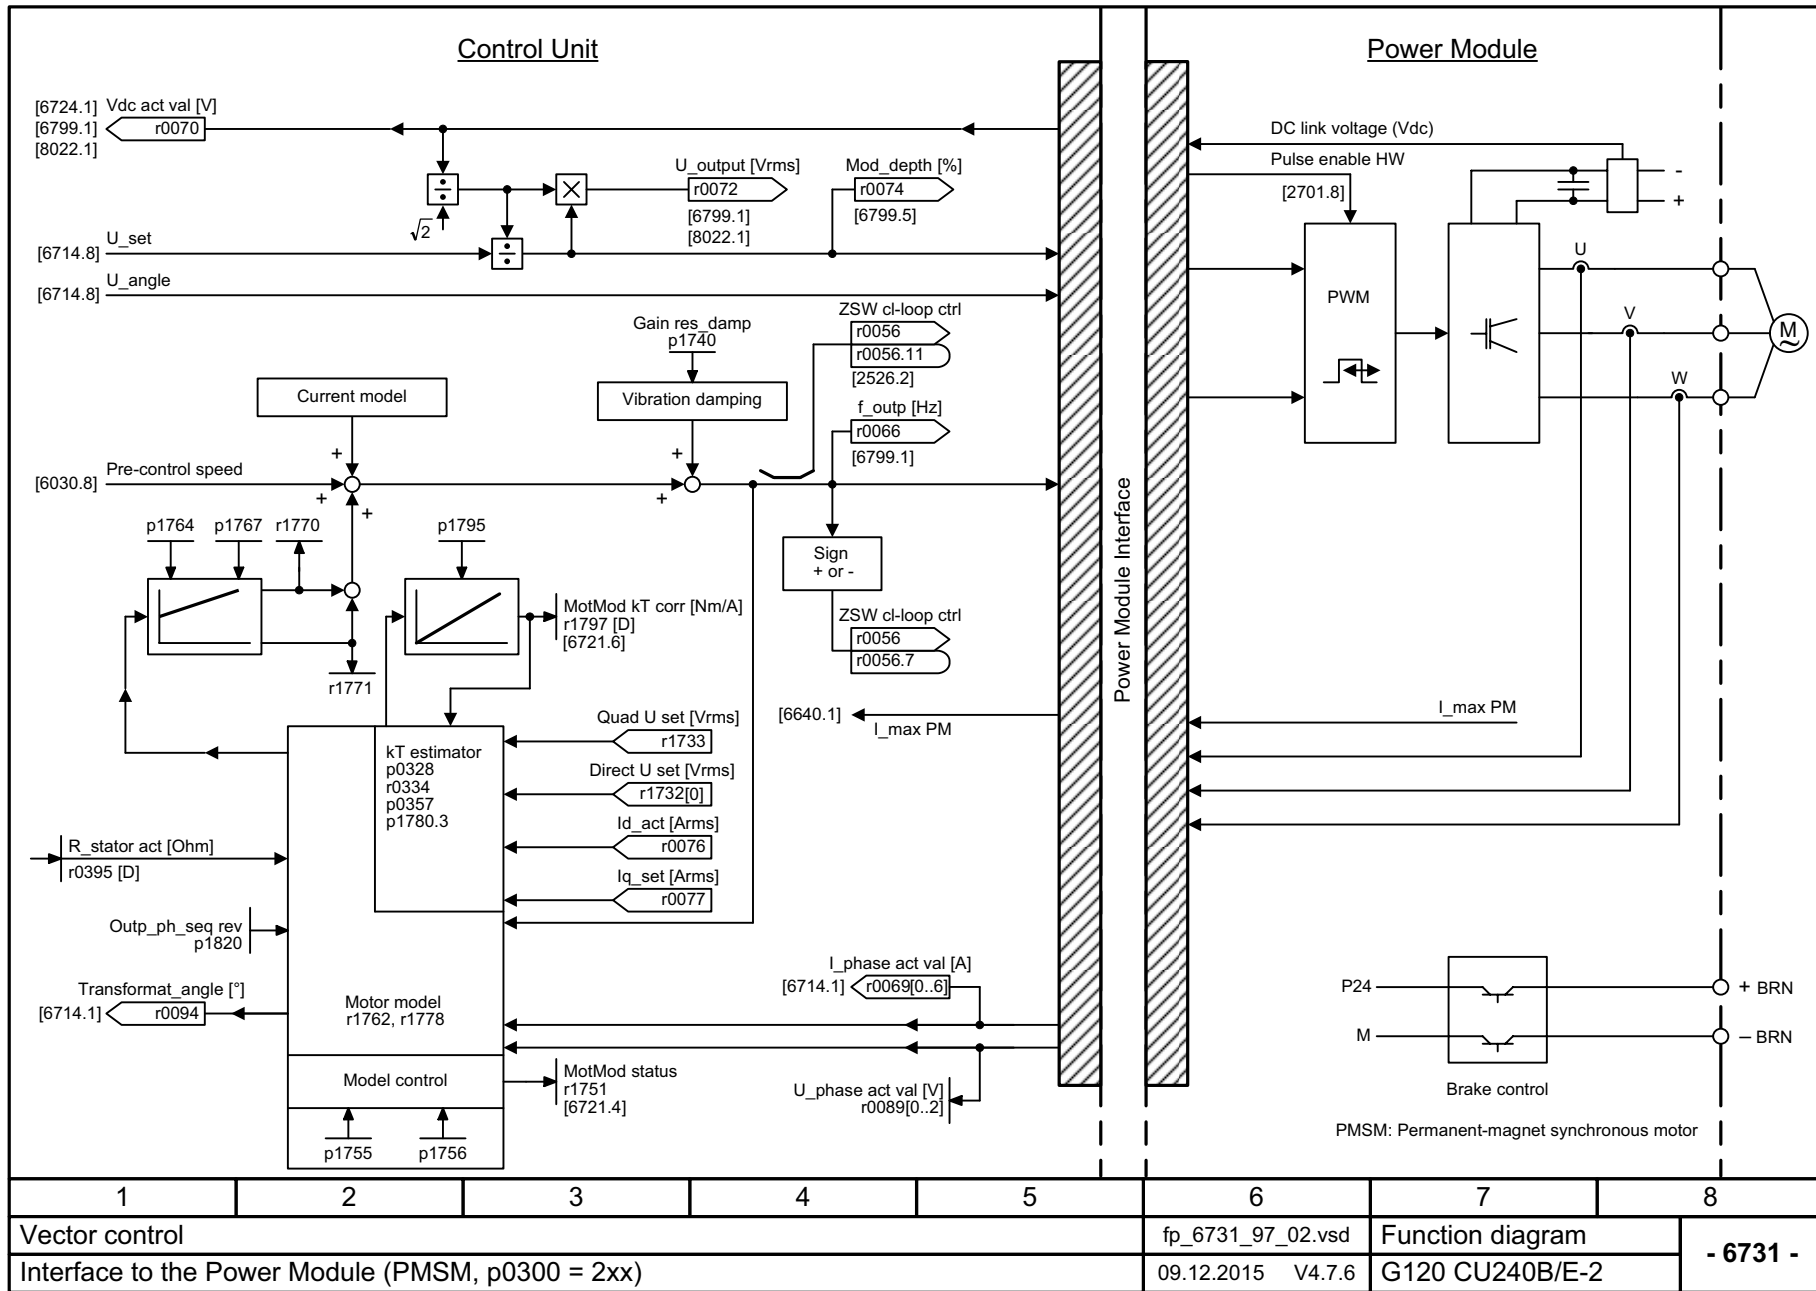 Control Unit
Power Module
[6724.1] Vdc act val [V]
[6799.1] r0070
[8022.1]
DC link voltage (Vdc)
Pulse enable HW
[2701.8]
-
+
U_output [Vrms]
r0072
[6799.1]
[8022.1]
Mod_depth [%]
r0074
[6799.5]
÷
×
√2
U_set
[6714.8]
÷
U_angle
[6714.8]
PWM
U
V
W
M
~
Gain res_damp
p1740
ZSW cl-loop ctrl
r0056
r0056.11
[2526.2]
Current model
Vibration damping
f_outp [Hz]
r0066
[6799.1]
+
+
Pre-control speed
[6030.8]
+
+
+
p1764
p1767
r1770
p1795
Sign
+ or -
MotMod kT corr [Nm/A]
r1797 [D]
[6721.6]
ZSW cl-loop ctrl
r0056
r0056.7
r1771
Power Module Interface
[6640.1]
I_max PM
I_max PM
kT estimator
p0328
r0334
p0357
p1780.3
Quad U set [Vrms]
r1733
Direct U set [Vrms]
r1732[0]
Id_act [Arms]
r0076
Iq_set [Arms]
r0077
R_stator act [Ohm]
r0395 [D]
Outp_ph_seq rev
p1820
Transformat_angle [°]
[6714.1] r0094
Motor model
r1762, r1778
I_phase act val [A]
[6714.1] r0069[0..6]
Model control
MotMod status
r1751
[6721.4]
U_phase act val [V]
r0089[0..2]
p1755
p1756
P24
+ BRN
M
– BRN
Brake control
PMSM: Permanent-magnet synchronous motor
1 2 3 4 5 6 7 8
Vector control
fp_6731_97_02.vsd
Function diagram
- 6731 -
Interface to the Power Module (PMSM, p0300 = 2xx)
09.12.2015 V4.7.6
G120 CU240B/E-2